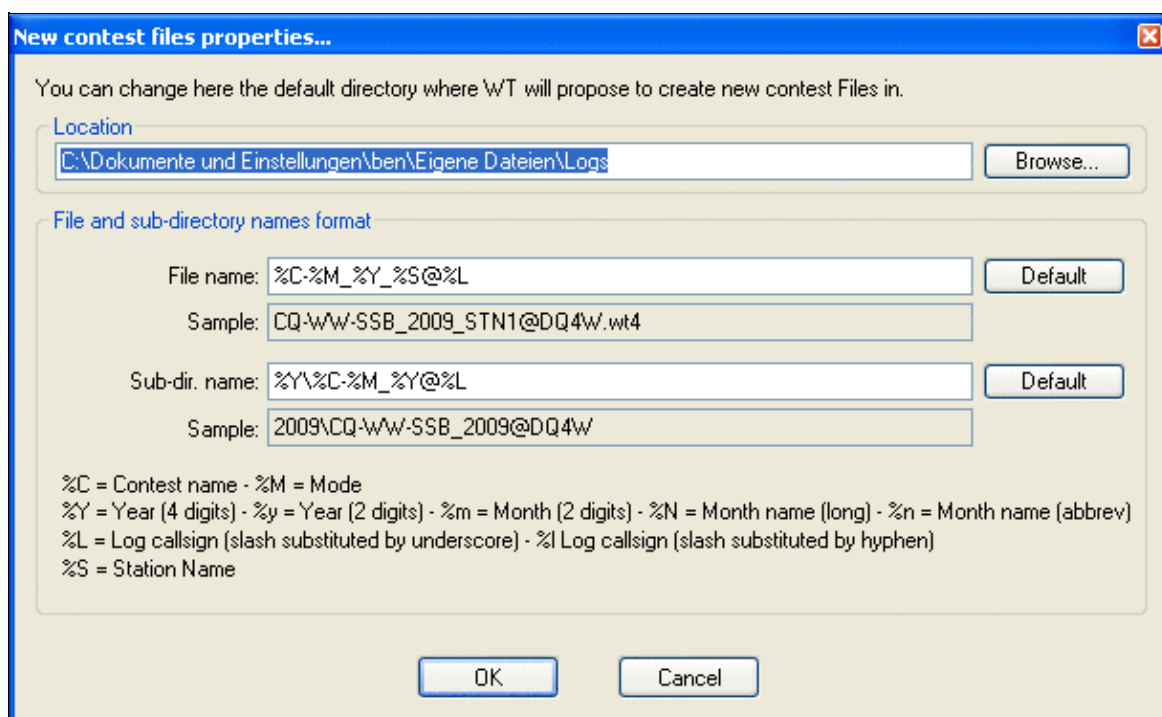 New contest files properties...
You can change here the default directory where WT will propose to create new contest Files in.
Location
C:\Dokumente und Einstellungen\ben\Eigene Dateien\Logs
Browse...
File and sub-directory names format
File name: %C-%M_%Y_%S@%L Default
Sample: CQ-WW-SSB_2009_STN1@DQ4W.wt4
Sub-dir. name: %Y\%C-%M_%Y@%L Default
Sample: 2009\CQ-WW-SSB_2009@DQ4W
%C = Contest name - %M = Mode
%Y = Year (4 digits) - %y = Year (2 digits) - %m = Month (2 digits) - %N = Month name (long) - %n = Month name (abbrev)
%L = Log callsign (slash substituted by underscore) - %l Log callsign (slash substituted by hyphen)
%S = Station Name
OK Cancel